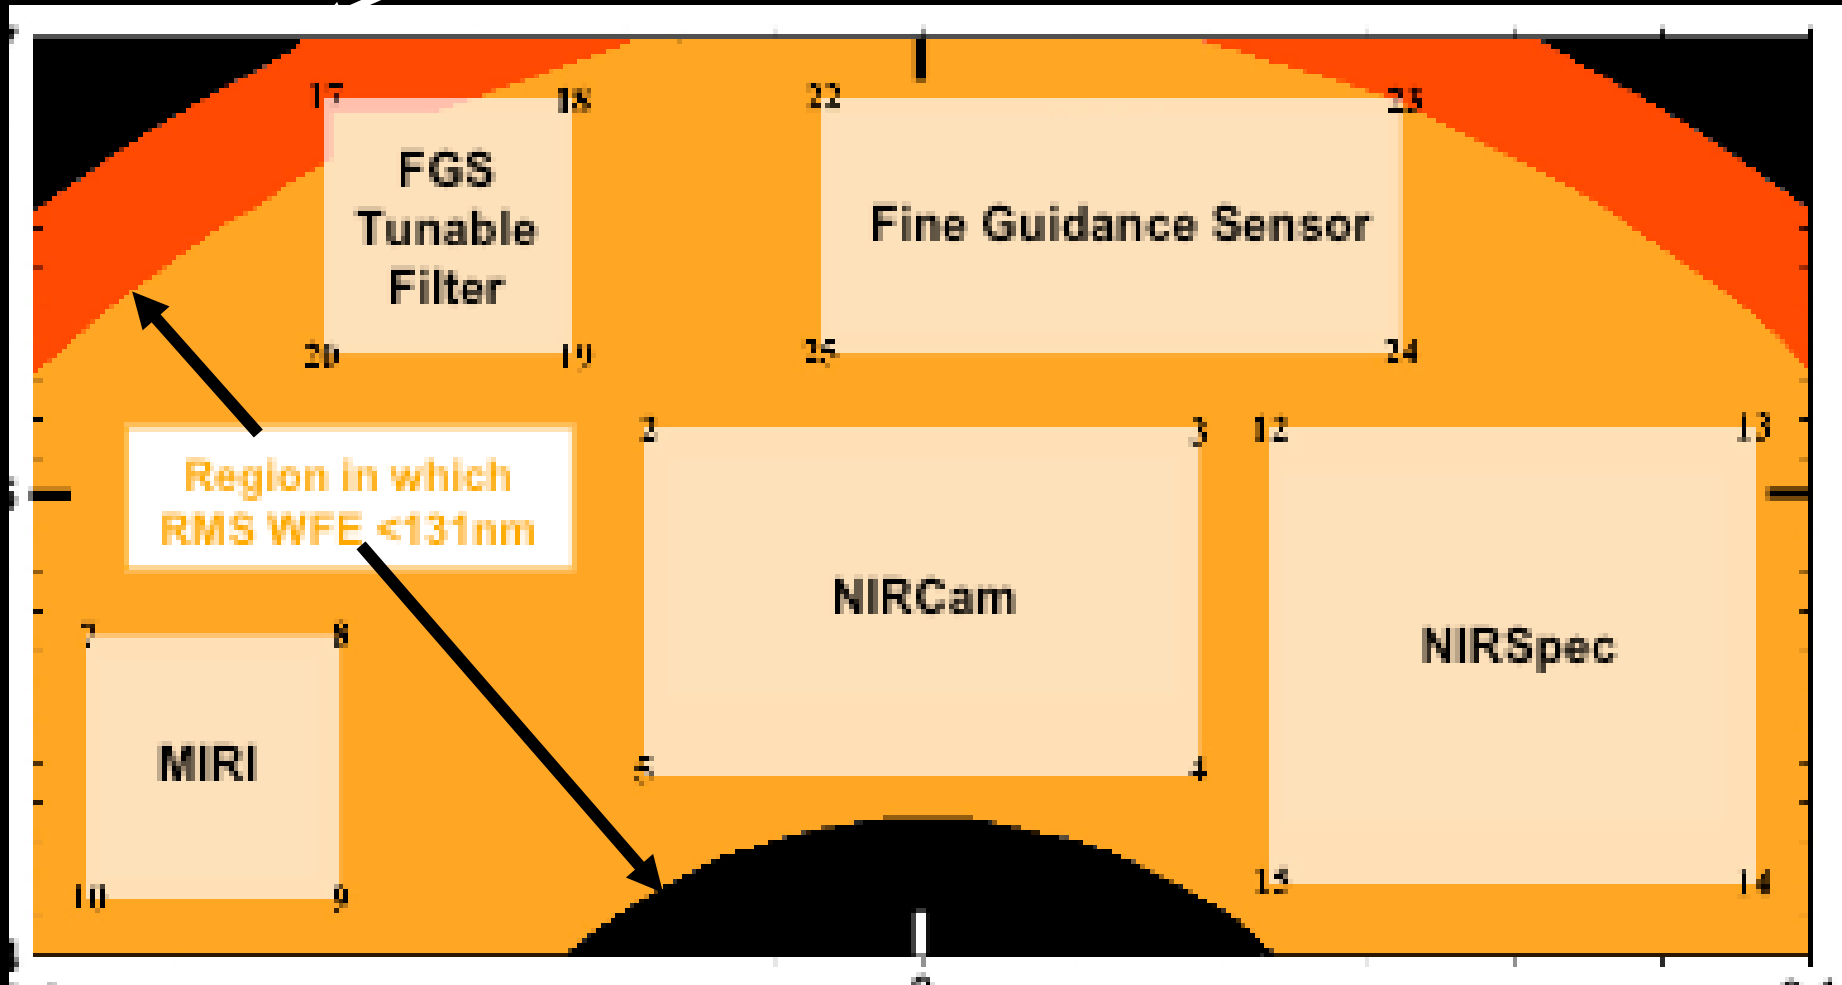 17 18 22 23
FGS
Tunable
Filter
Fine Guidance Sensor
20 19 25 24
2 3 12 13
Region in which
RMS WFE <131nm
NIRCam
NIRSpec
7 8
MIRI
5 4
10 9 15 14